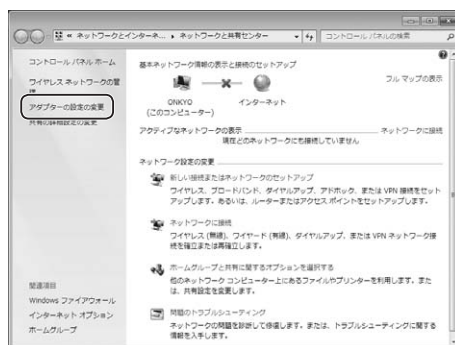 « ネットワークとインターネ... ▸ ネットワークと共有センター
コントロール パネルの検索
コントロール パネル ホーム
ワイヤレス ネットワークの管
理
アダプターの設定の変更
共有の詳細設定の変更
基本ネットワーク情報の表示と接続のセットアップ
フル マップの表示
ONKYO
(このコンピューター)
インターネット
アクティブなネットワークの表示
ネットワークに接続
現在どのネットワークにも接続していません
ネットワーク設定の変更
新しい接続またはネットワークのセットアップ
ワイヤレス、ブロードバンド、ダイヤルアップ、アドホック、または VPN 接続をセット
アップします。あるいは、ルーターまたはアクセス ポイントをセットアップします。
ネットワークに接続
ワイヤレス (無線)、ワイヤード (有線)、ダイヤルアップ、または VPN ネットワーク接
続を確立または再確立します。
ホームグループと共有に関するオプションを選択する
他のネットワーク コンピューター上にあるファイルやプリンターを利用します。また
は、共有設定を変更します。
問題のトラブルシューティング
ネットワークの問題を診断して修復します。または、トラブルシューティングに関する
情報を入手します。
関連項目
Windows ファイアウォール
インターネット オプション
ホームグループ